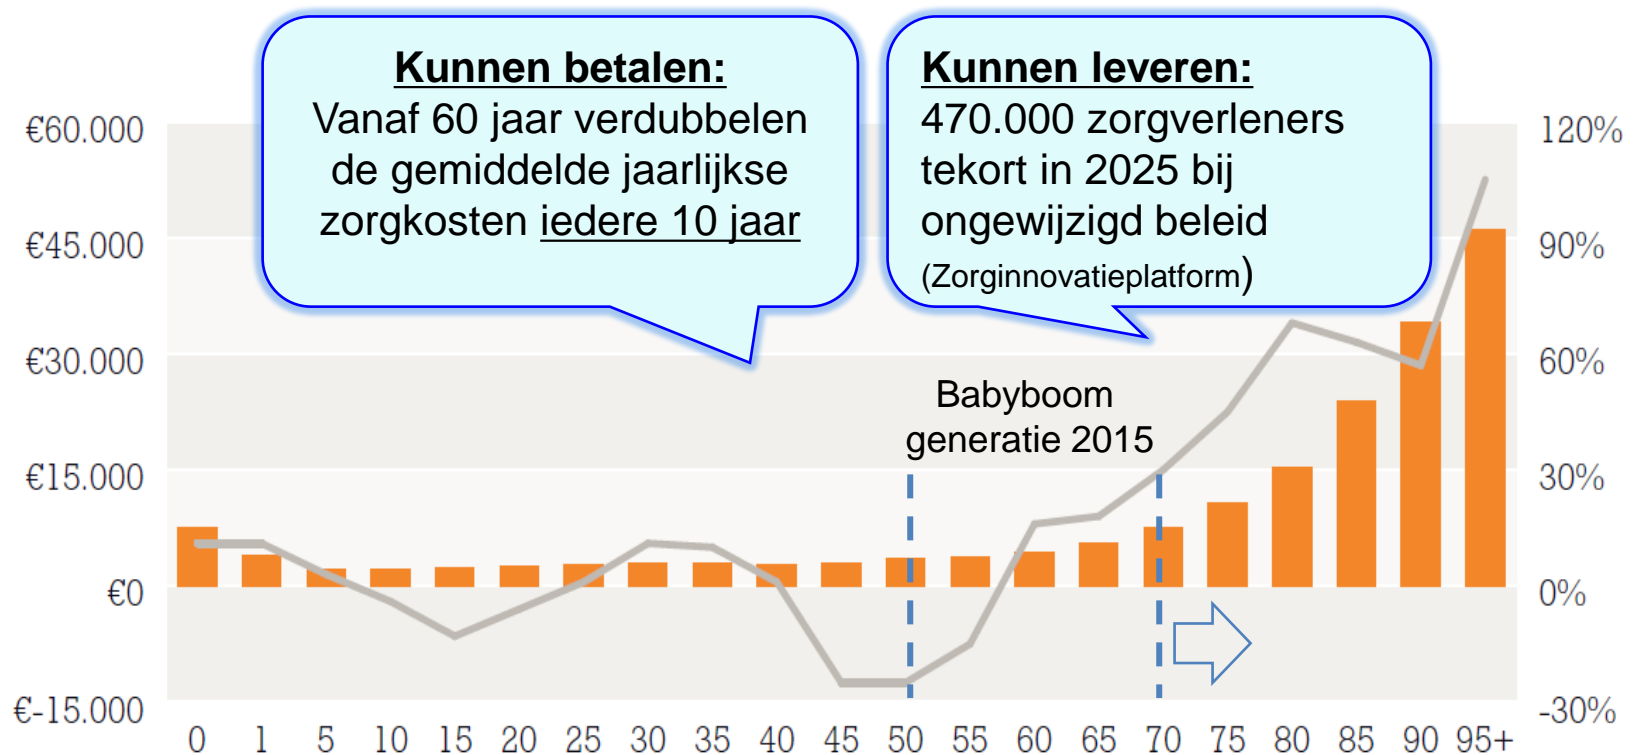 Kunnen betalen:
Vanaf 60 jaar verdubbelen
de gemiddelde jaarlijkse
zorgkosten iedere 10 jaar
Kunnen leveren:
470.000 zorgverleners
tekort in 2025 bij
ongewijzigd beleid
(Zorginnovatieplatform)
Babyboom
generatie 2015
€60.000
€45.000
€30.000
€15.000
€0
€-15.000
120%
90%
60%
30%
0%
-30%
0 1 5 10 15 20 25 30 35 40 45 50 55 60 65 70 75 80 85 90 95+